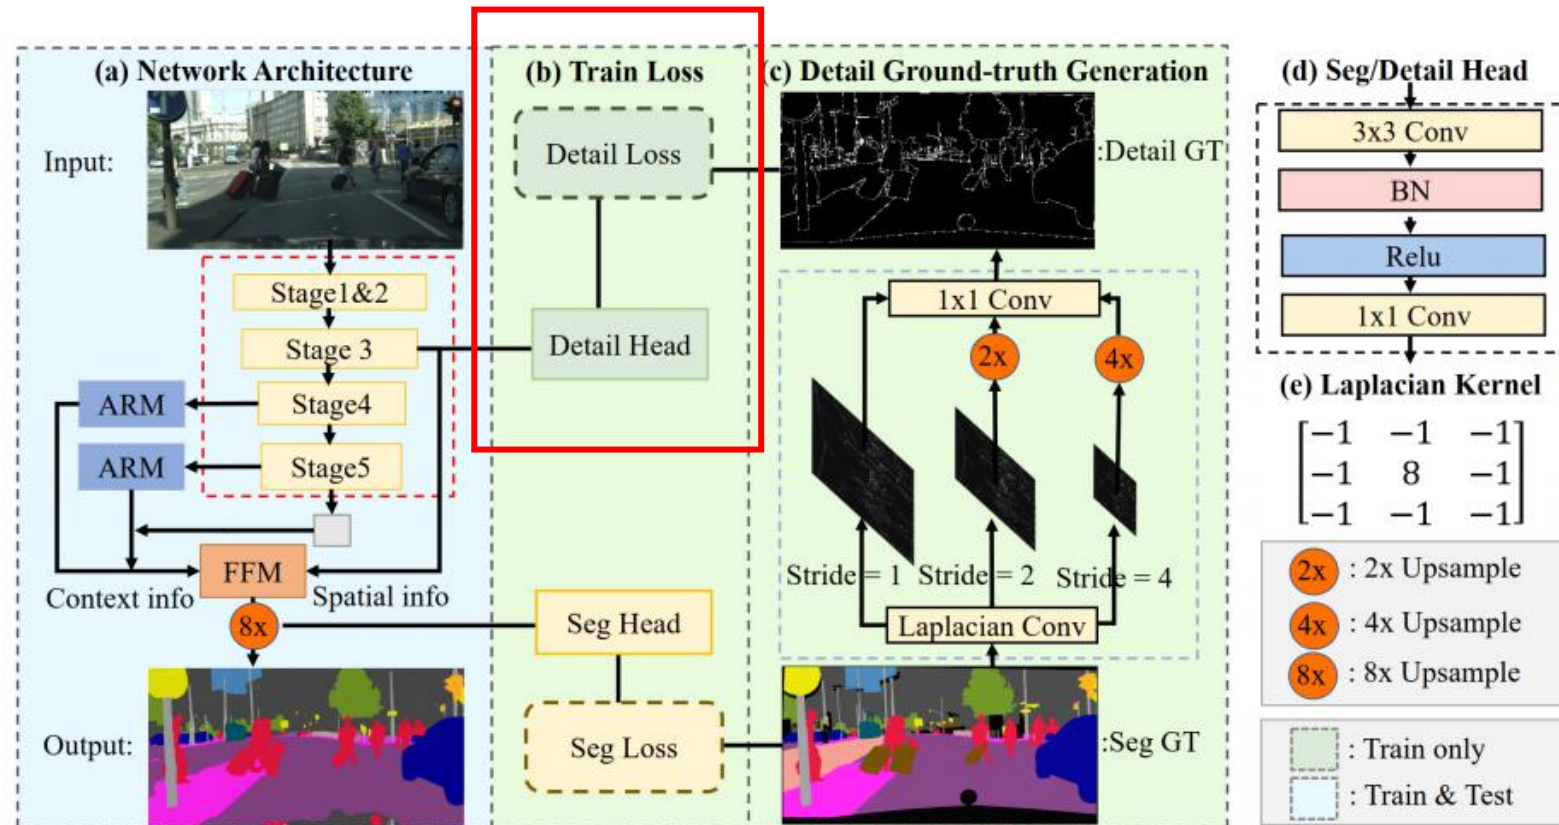 (a) Network Architecture
Input:
Stage1&2
Stage 3
Stage4
Stage5
ARM
ARM
FFM
Context info
Spatial info
8x
Output:
(b) Train Loss
Detail Loss
Detail Head
Seg Head
Seg Loss
(c) Detail Ground-truth Generation
:Detail GT
1x1 Conv
2x
4x
Stride = 1
Stride = 2
Stride = 4
Laplacian Conv
:Seg GT
(d) Seg/Detail Head
3x3 Conv
BN
Relu
1x1 Conv
(e) Laplacian Kernel
−1 −1 −1
−1 8 −1
−1 −1 −1
2x : 2x Upsample
4x : 4x Upsample
8x : 8x Upsample
: Train only
: Train & Test